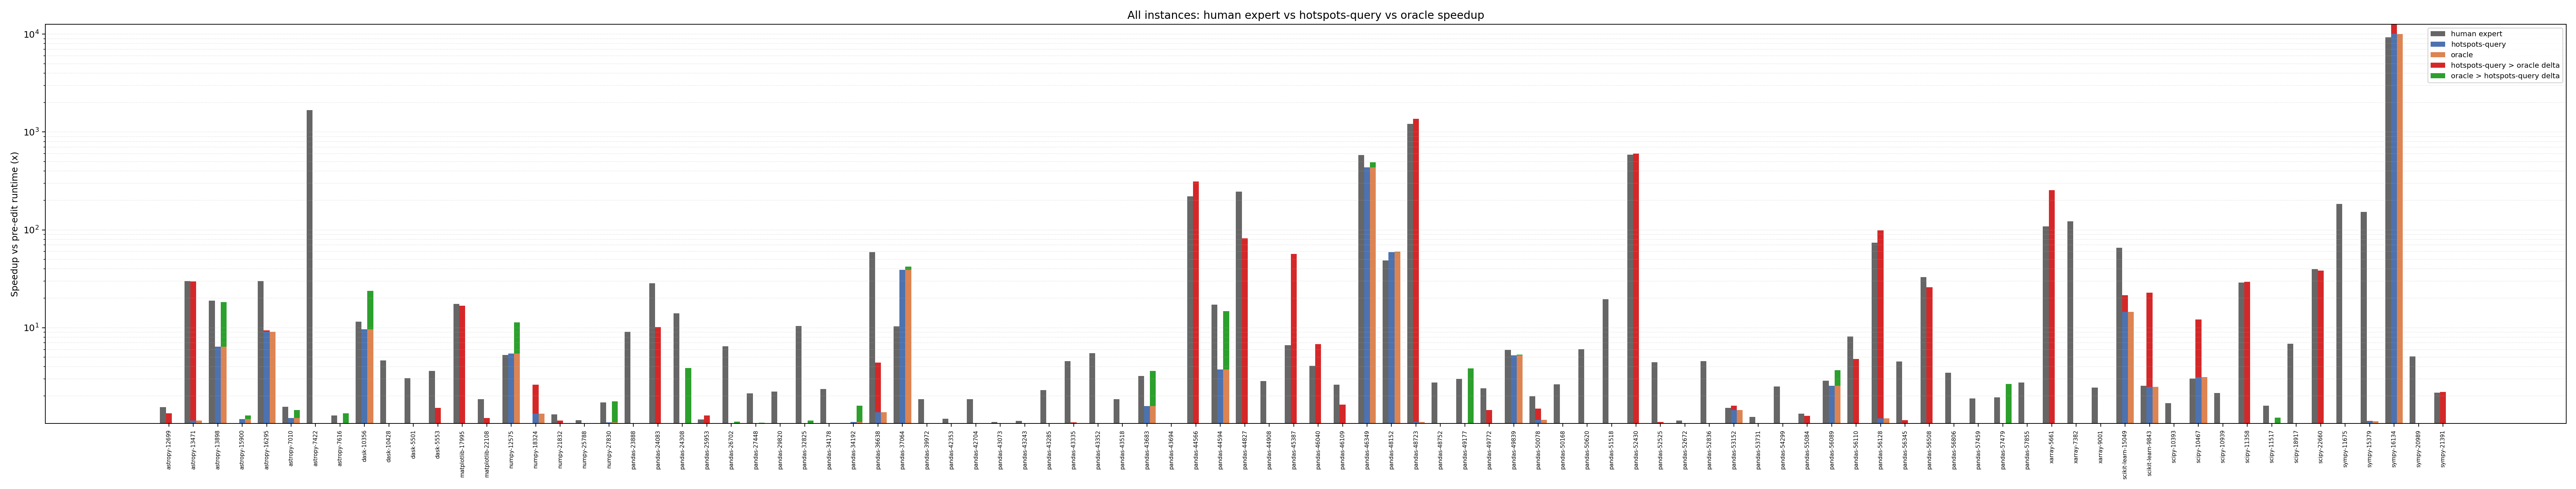 All instances: human expert vs hotspots-query vs oracle speedup
Speedup vs pre-edit runtime (x)
10^4
10^3
10^2
10^1
human expert
hotspots-query
oracle
hotspots-query > oracle delta
oracle > hotspots-query delta
astropy-12699
astropy-13471
astropy-13898
astropy-15900
astropy-16295
astropy-7010
astropy-7422
astropy-7616
dask-10356
dask-10428
dask-5501
dask-5553
matplotlib-17995
matplotlib-22108
numpy-12575
numpy-18324
numpy-21832
numpy-25788
numpy-27830
pandas-23888
pandas-24083
pandas-24308
pandas-25953
pandas-26702
pandas-27448
pandas-29820
pandas-32825
pandas-34178
pandas-34192
pandas-36638
pandas-37064
pandas-39972
pandas-42353
pandas-42704
pandas-43073
pandas-43243
pandas-43285
pandas-43335
pandas-43352
pandas-43518
pandas-43683
pandas-43694
pandas-44566
pandas-44594
pandas-44827
pandas-44908
pandas-45387
pandas-46040
pandas-46109
pandas-46349
pandas-48152
pandas-48723
pandas-48752
pandas-49177
pandas-49772
pandas-49839
pandas-50078
pandas-50168
pandas-50620
pandas-51518
pandas-52430
pandas-52525
pandas-52672
pandas-52836
pandas-53152
pandas-53731
pandas-54299
pandas-55084
pandas-56089
pandas-56110
pandas-56128
pandas-56345
pandas-56508
pandas-56806
pandas-57459
pandas-57479
pandas-57855
xarray-5661
xarray-7382
xarray-9001
scikit-learn-15049
scikit-learn-9843
scipy-10393
scipy-10467
scipy-10939
scipy-11358
scipy-11517
scipy-18917
scipy-22660
sympy-11675
sympy-15379
sympy-16134
sympy-20989
sympy-21391